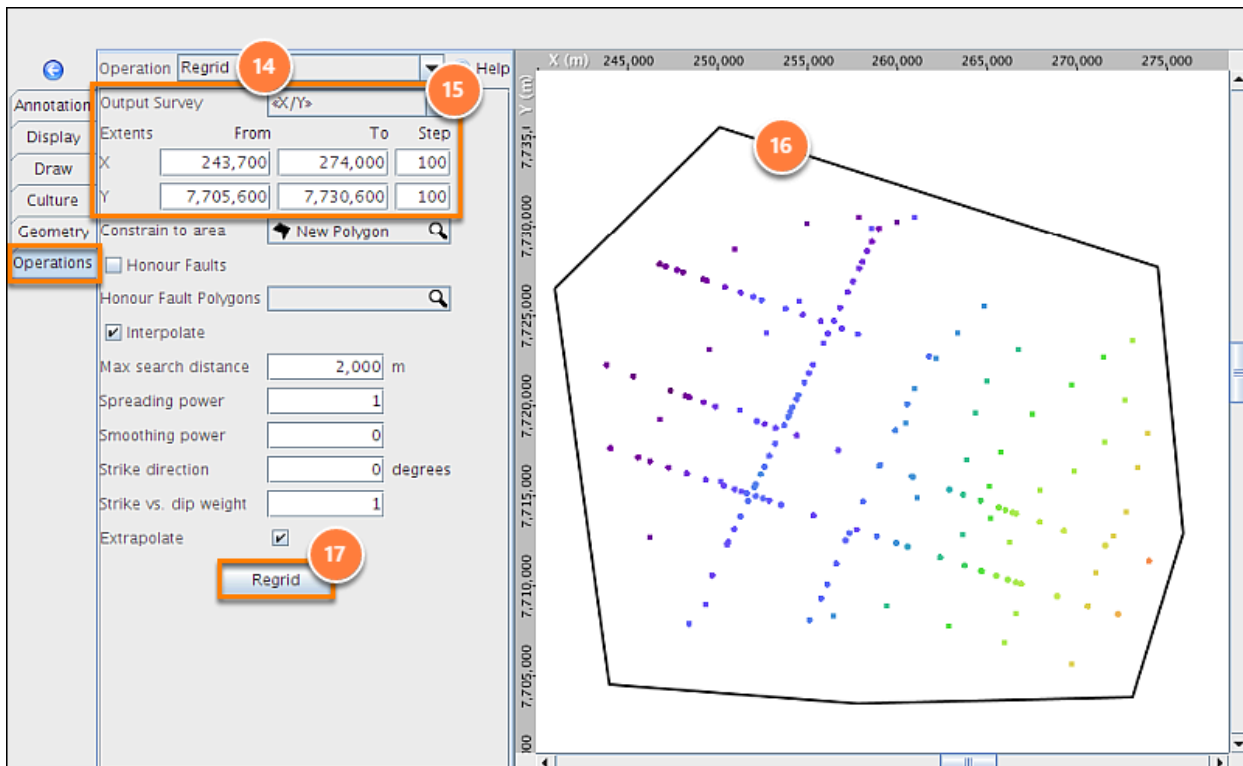 Operation Regrid 14 Help
Annotation
Display
Draw
Culture
Geometry
Operations
Output Survey «X/Y» 15
Extents From To Step
X 243,700 274,000 100
Y 7,705,600 7,730,600 100
Constrain to area New Polygon
Honour Faults
Honour Fault Polygons
Interpolate
Max search distance 2,000 m
Spreading power 1
Smoothing power 0
Strike direction 0 degrees
Strike vs. dip weight 1
Extrapolate
17
Regrid
X (m) 245,000 250,000 255,000 260,000 265,000 270,000 275,000
Y (m)
7,735,
7,730,000
7,725,000
7,720,000
7,715,000
7,710,000
7,705,000
00
16